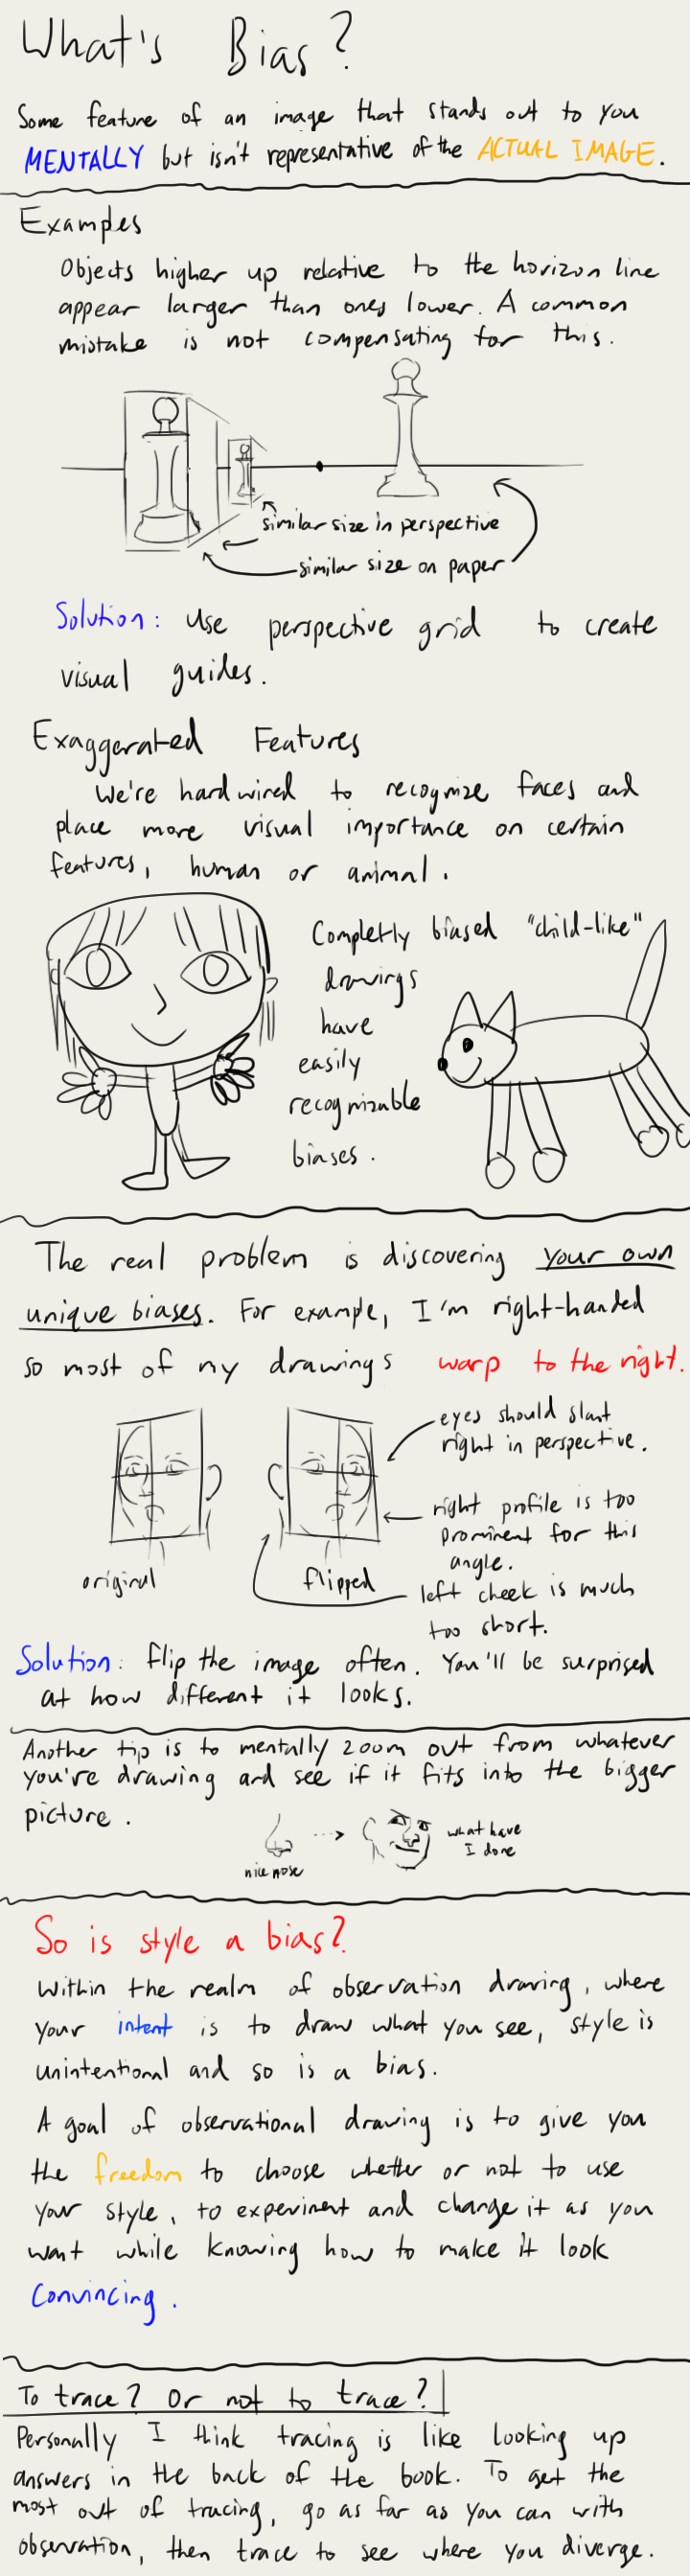 What's Bias?
Some feature of an image that stands out to you
MENTALLY but isn't representative of the ACTUAL IMAGE.
Examples
Objects higher up relative to the horizon line
appear larger than ones lower. A common
mistake is not compensating for this.
similar size in perspective
similar size on paper
Solution: Use perspective grid to create
visual guides.
Exaggerated Features
We're hardwired to recognize faces and
place more visual importance on certain
features, human or animal.
Completly biased "child-like"
drawings
have
easily
recognizable
biases.
The real problem is discovering your own
unique biases. For example, I'm right-handed
so most of my drawings warp to the right.
eyes should slant
right in perspective.
right profile is too
prominent for this
angle.
original
flipped
left cheek is much
too short.
Solution: flip the image often. You'll be surprised
at how different it looks.
Another tip is to mentally zoom out from whatever
you're drawing and see if it fits into the bigger
picture.
nice nose
what have
I done
So is style a bias?
Within the realm of observation drawing, where
your intent is to draw what you see, style is
unintentional and so is a bias.
A goal of observational drawing is to give you
the freedom to choose whether or not to use
your style, to experiment and change it as you
want while knowing how to make it look
convincing.
To trace? Or not to trace?
Personally I think tracing is like looking up
answers in the back of the book. To get the
most out of tracing, go as far as you can with
observation, then trace to see where you diverge.